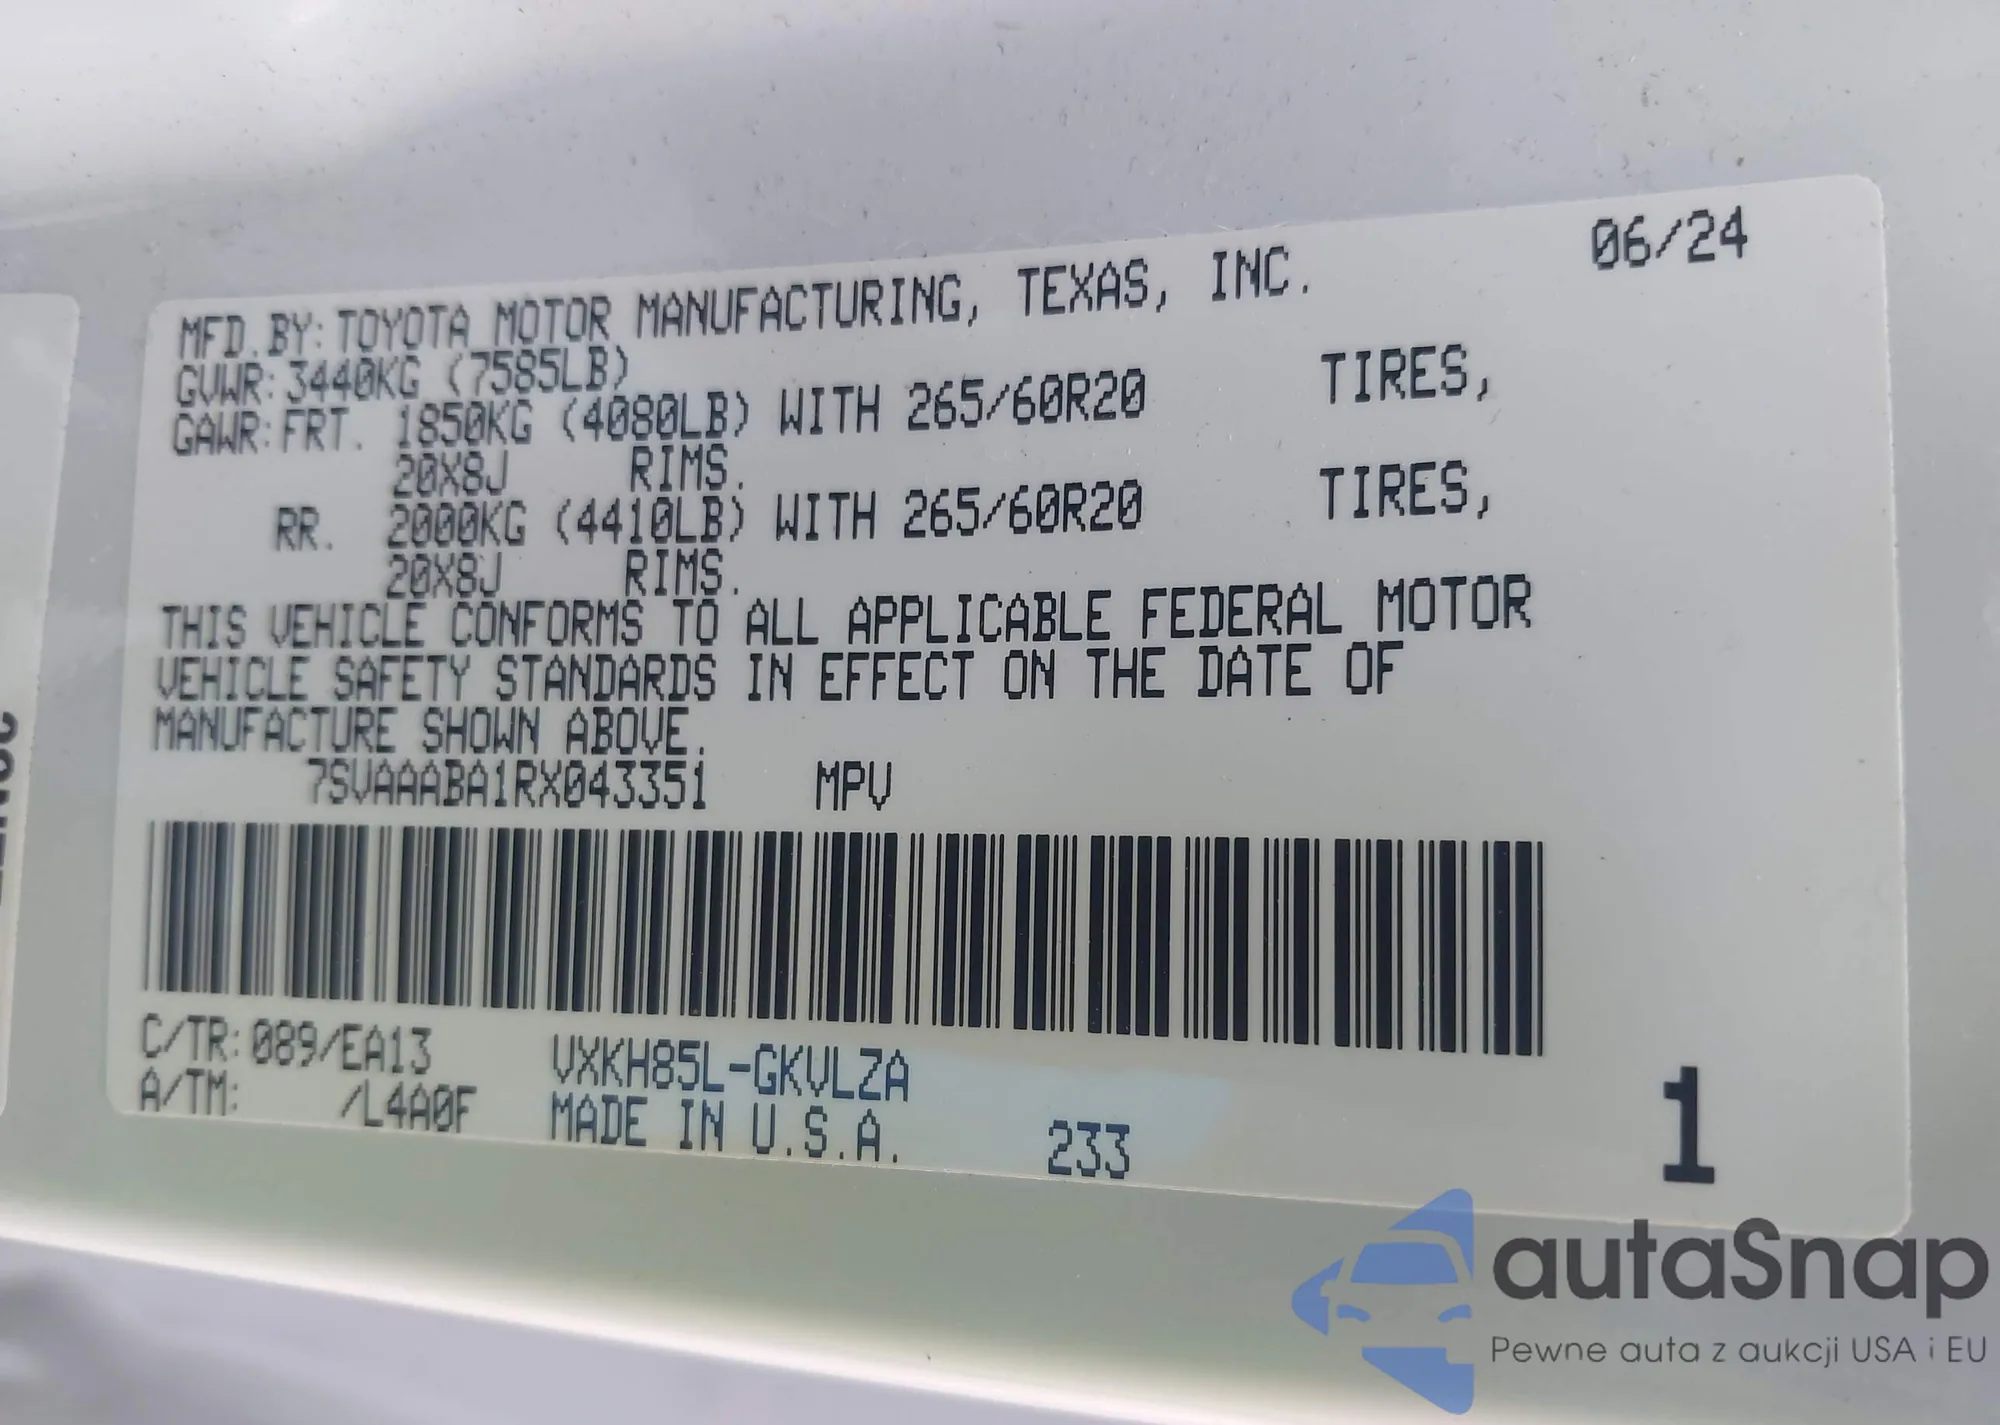 06/24
MFD.BY:TOYOTA MOTOR MANUFACTURING, TEXAS, INC.
GVWR:3440KG (7585LB)
GAWR:FRT. 1850KG (4080LB) WITH 265/60R20 TIRES,
20X8J RIMS.
RR. 2000KG (4410LB) WITH 265/60R20 TIRES,
20X8J RIMS.
THIS VEHICLE CONFORMS TO ALL APPLICABLE FEDERAL MOTOR
VEHICLE SAFETY STANDARDS IN EFFECT ON THE DATE OF
MANUFACTURE SHOWN ABOVE.
7SVAAABA1RX043351 MPV
C/TR:089/EA13 VXKH85L-GKVLZA
A/TM: /L4A0F MADE IN U.S.A. 233
1
autaSnap
Pewne auta z aukcji USA i EU